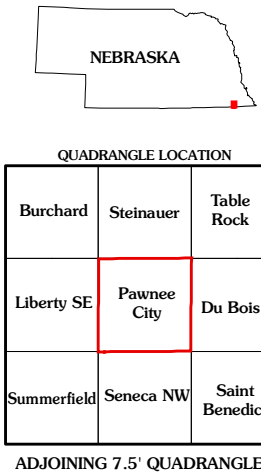 NEBRASKA
QUADRANGLE LOCATION
Burchard
Steinauer
Table
Rock
Liberty SE
Pawnee
City
Du Bois
Summerfield
Seneca NW
Saint
Benedic
ADJOINING 7.5' QUADRANGLE